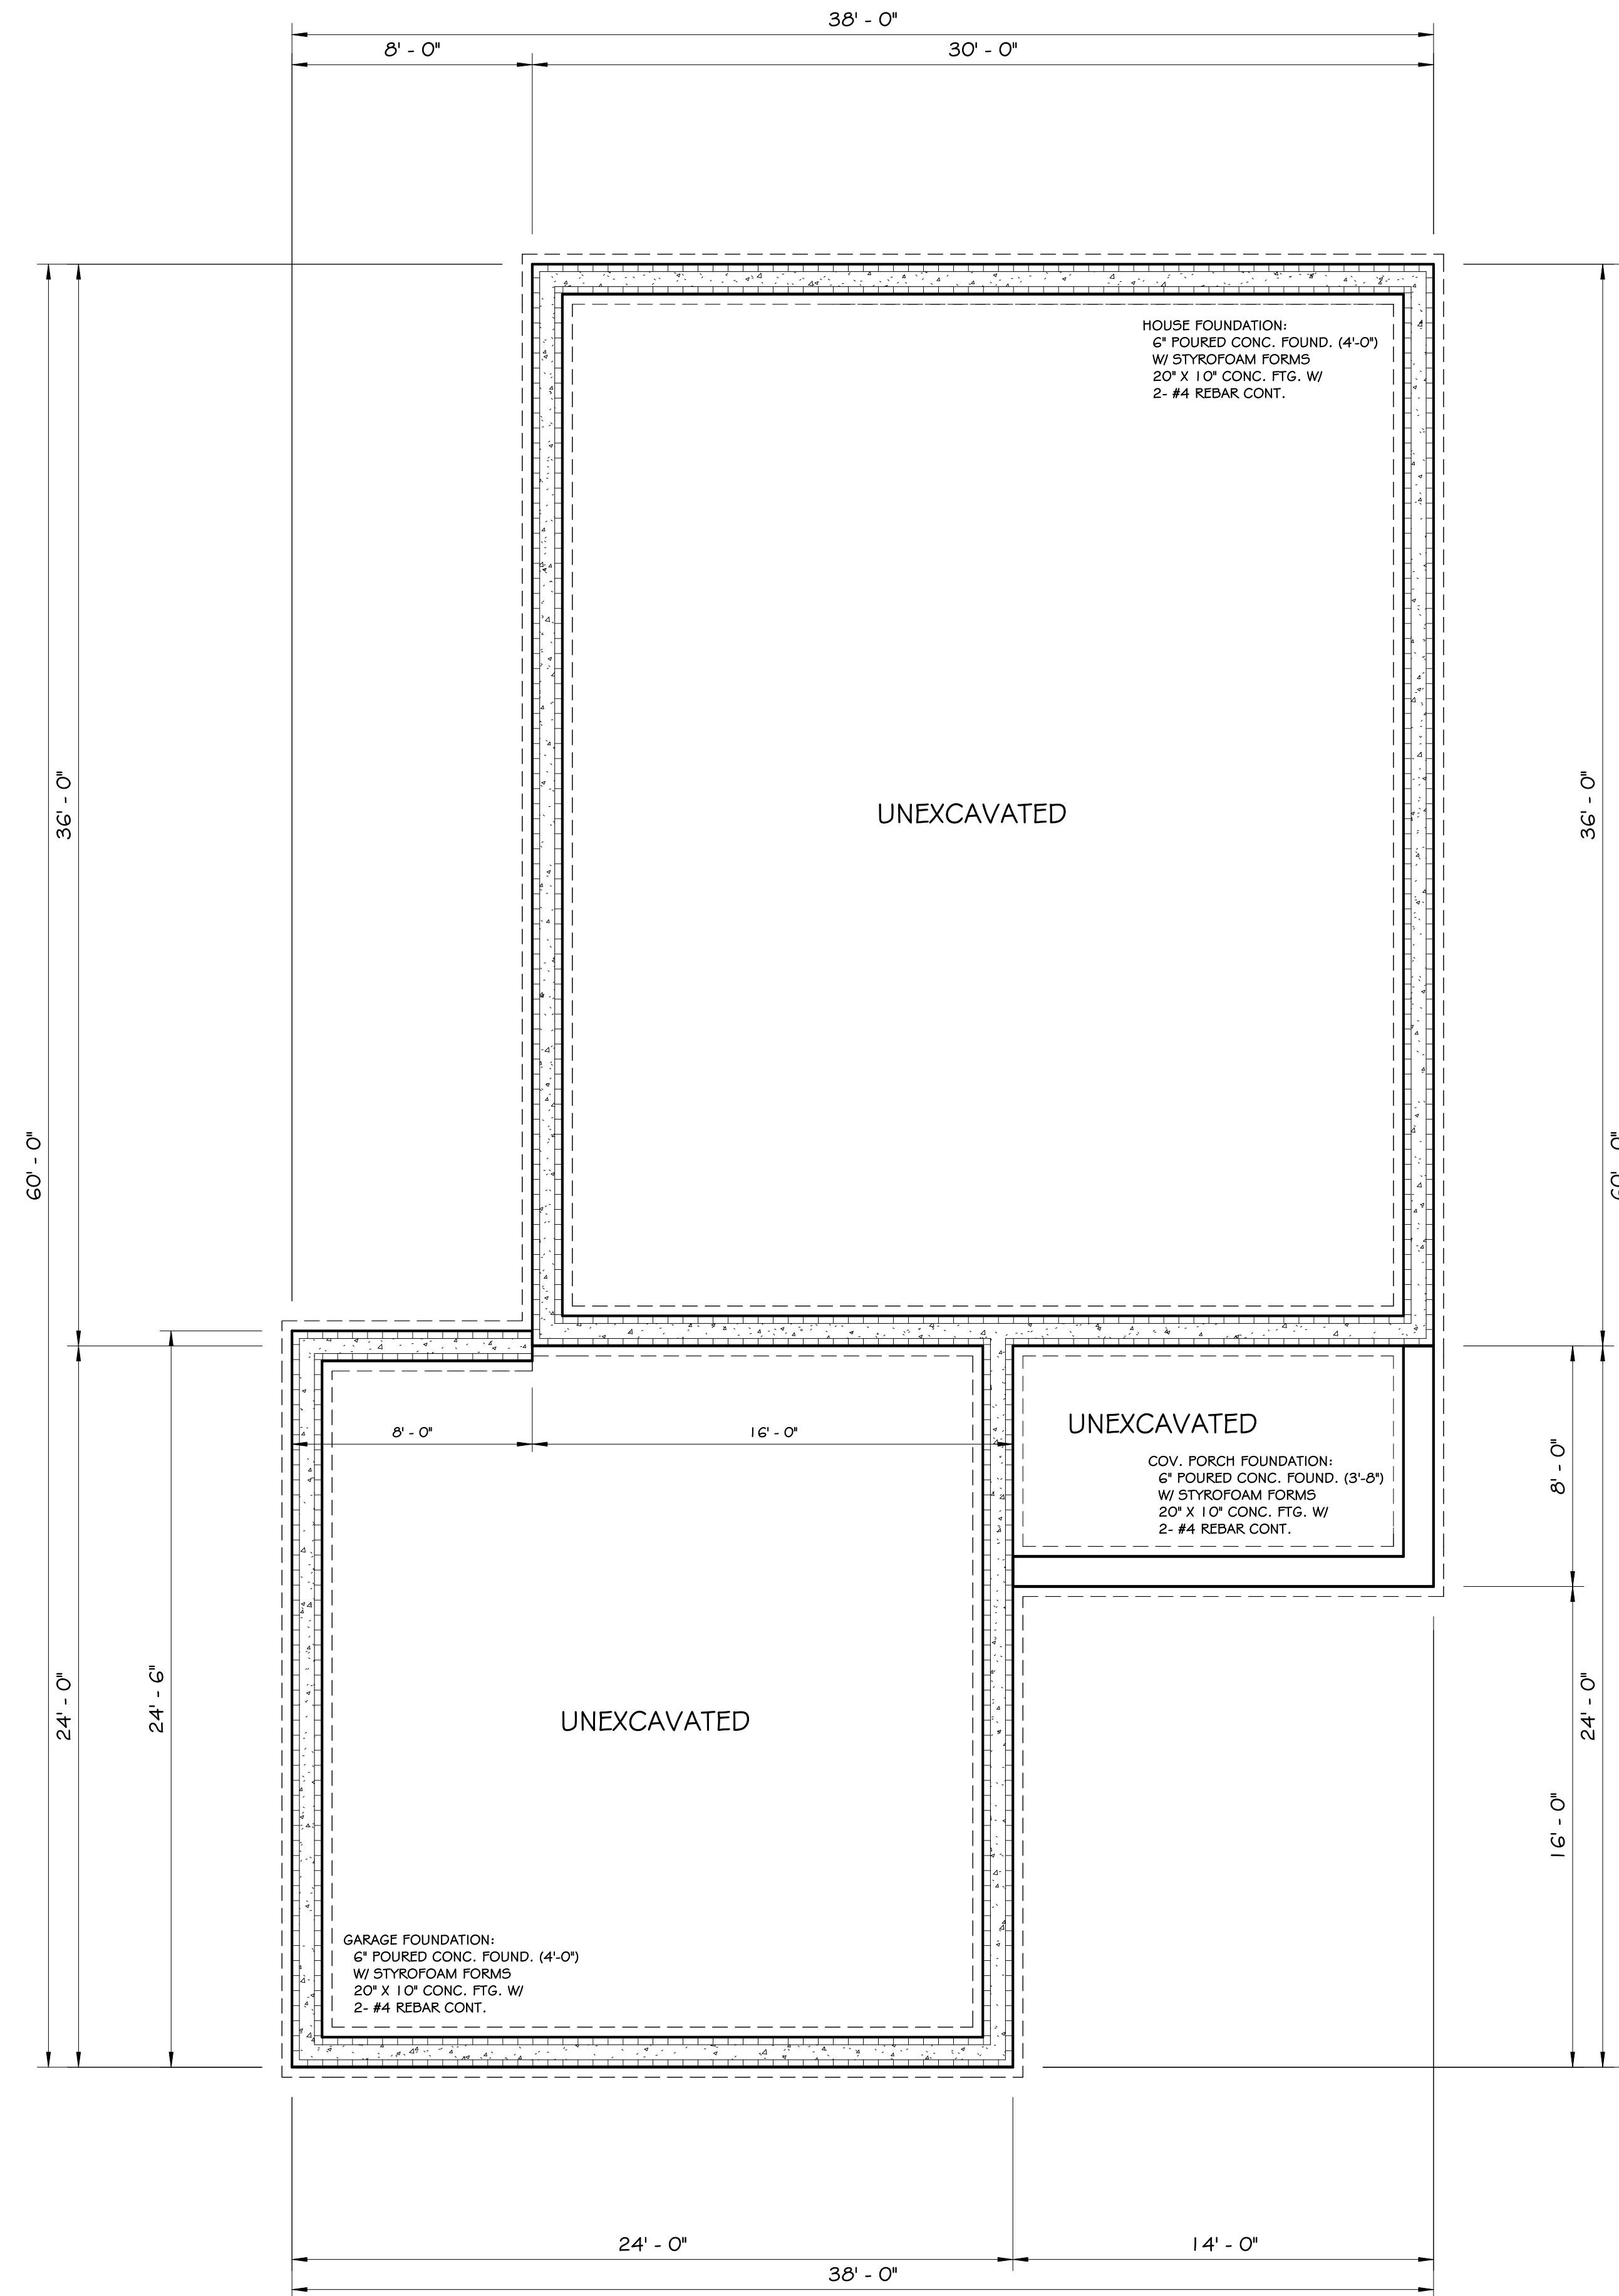 38' - 0"
8' - 0"
30' - 0"
HOUSE FOUNDATION:
6" POURED CONC. FOUND. (4'-0")
W/ STYROFOAM FORMS
20" X 10" CONC. FTG. W/
2- #4 REBAR CONT.
36' - 0"
36' - 0"
UNEXCAVATED
60' - 0"
60' - 0"
8' - 0"
16' - 0"
UNEXCAVATED
COV. PORCH FOUNDATION:
6" POURED CONC. FOUND. (3'-8")
W/ STYROFOAM FORMS
20" X 10" CONC. FTG. W/
2- #4 REBAR CONT.
8' - 0"
24' - 0"
24' - 6"
UNEXCAVATED
24' - 0"
16' - 0"
GARAGE FOUNDATION:
6" POURED CONC. FOUND. (4'-0")
W/ STYROFOAM FORMS
20" X 10" CONC. FTG. W/
2- #4 REBAR CONT.
24' - 0"
14' - 0"
38' - 0"